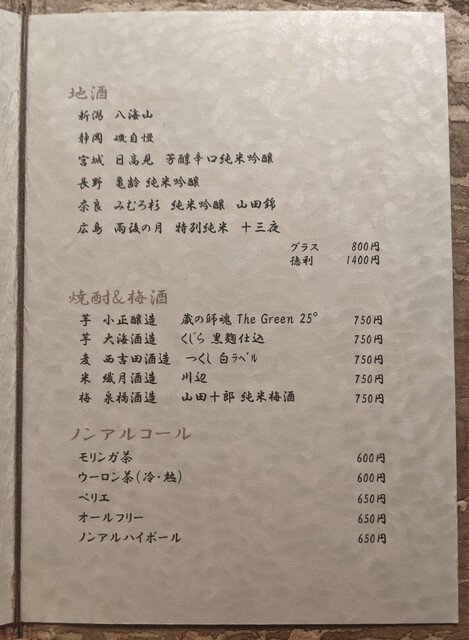 地酒
新潟 八海山
静岡 磯自慢
宮城 日高見 芳醇辛口純米吟醸
長野 亀齢 純米吟醸
奈良 みむろ杉 純米吟醸 山田錦
広島 雨後の月 特別純米 十三夜
グラス 800円
徳利 1400円
焼酎&梅酒
芋 小正醸造 蔵の師魂 The Green 25° 750円
芋 大海酒造 くじら 黒麹仕込 750円
麦 西吉田酒造 つくし 白ラベル 750円
米 繊月酒造 川辺 750円
梅 泉橋酒造 山田十郎 純米梅酒 750円
ノンアルコール
モリンガ茶 600円
ウーロン茶(冷・熱) 600円
ペリエ 650円
オールフリー 650円
ノンアルハイボール 650円